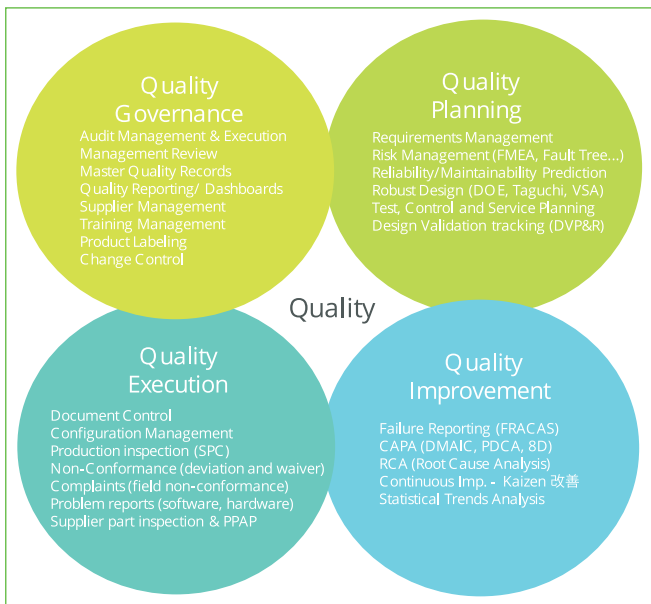 Quality
Governance
Audit Management & Execution
Management Review
Master Quality Records
Quality Reporting/ Dashboards
Supplier Management
Training Management
Product Labeling
Change Control
Quality
Planning
Requirements Management
Risk Management (FMEA, Fault Tree...)
Reliability/Maintainability Prediction
Robust Design (DOE, Taguchi, VSA)
Test, Control and Service Planning
Design Validation tracking (DVP&R)
Quality
Quality
Execution
Document Control
Configuration Management
Production inspection (SPC)
Non-Conformance (deviation and waiver)
Complaints (field non-conformance)
Problem reports (software, hardware)
Supplier part inspection & PPAP
Quality
Improvement
Failure Reporting (FRACAS)
CAPA (DMAIC, PDCA, 8D)
RCA (Root Cause Analysis)
Continuous Imp. - Kaizen 改善
Statistical Trends Analysis